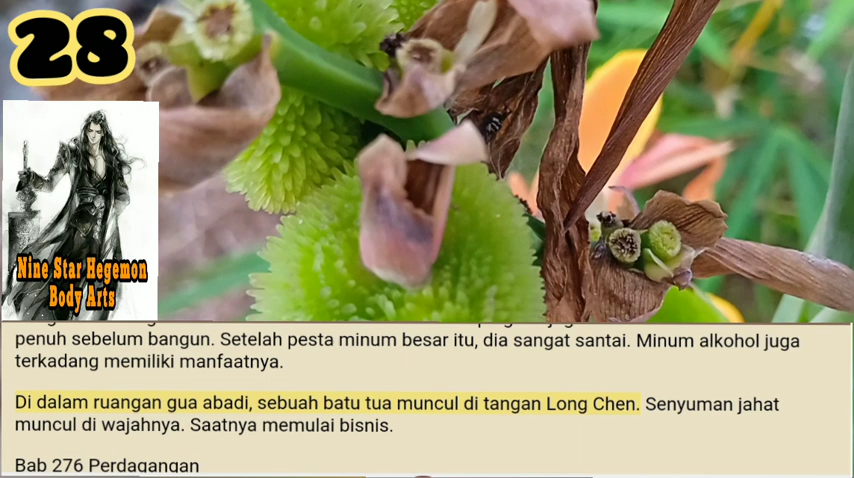 28
Nine Star Hegemon
Body Arts
penuh sebelum bangun. Setelah pesta minum besar itu, dia sangat santai. Minum alkohol juga
terkadang memiliki manfaatnya.
Di dalam ruangan gua abadi, sebuah batu tua muncul di tangan Long Chen. Senyuman jahat
muncul di wajahnya. Saatnya memulai bisnis.
Bab 276 Perdagangan